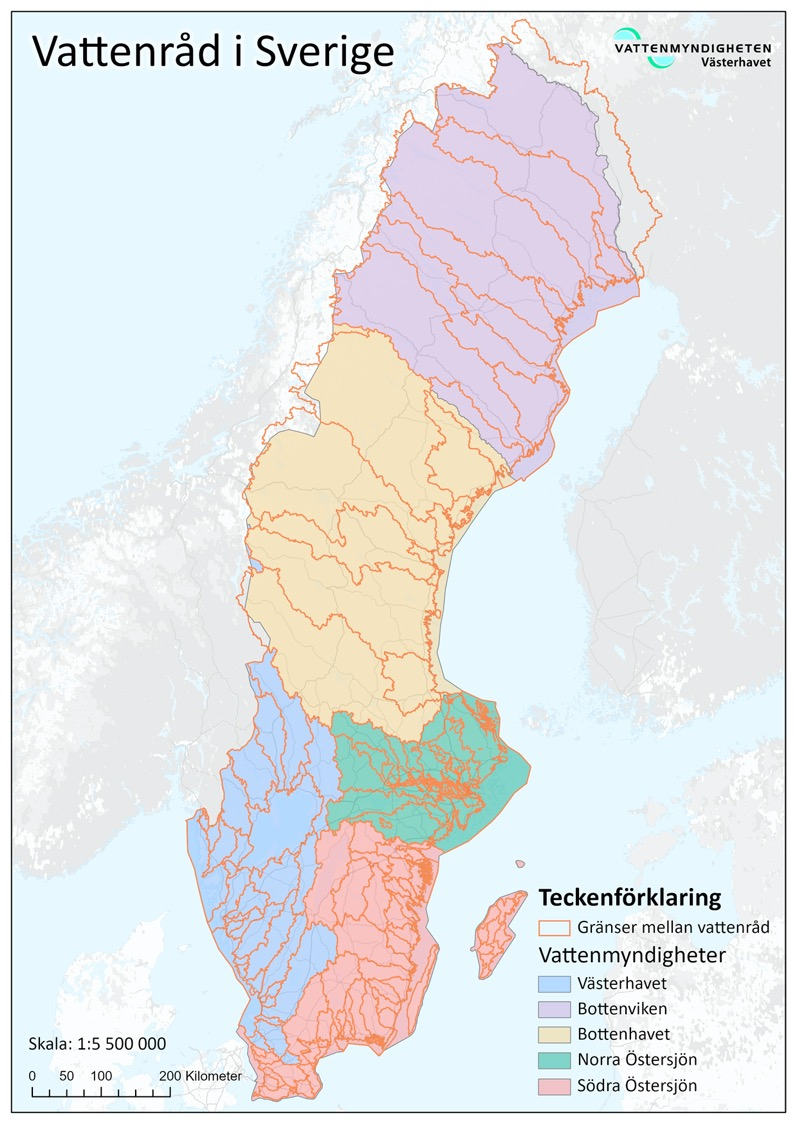 Vattenråd i Sverige
VATTENMYNDIGHETEN
Västerhavet
Teckenförklaring
Gränser mellan vattenråd
Vattenmyndigheter
Västerhavet
Bottenviken
Bottenhavet
Norra Östersjön
Södra Östersjön
Skala: 1:5 500 000
0 50 100 200 Kilometer